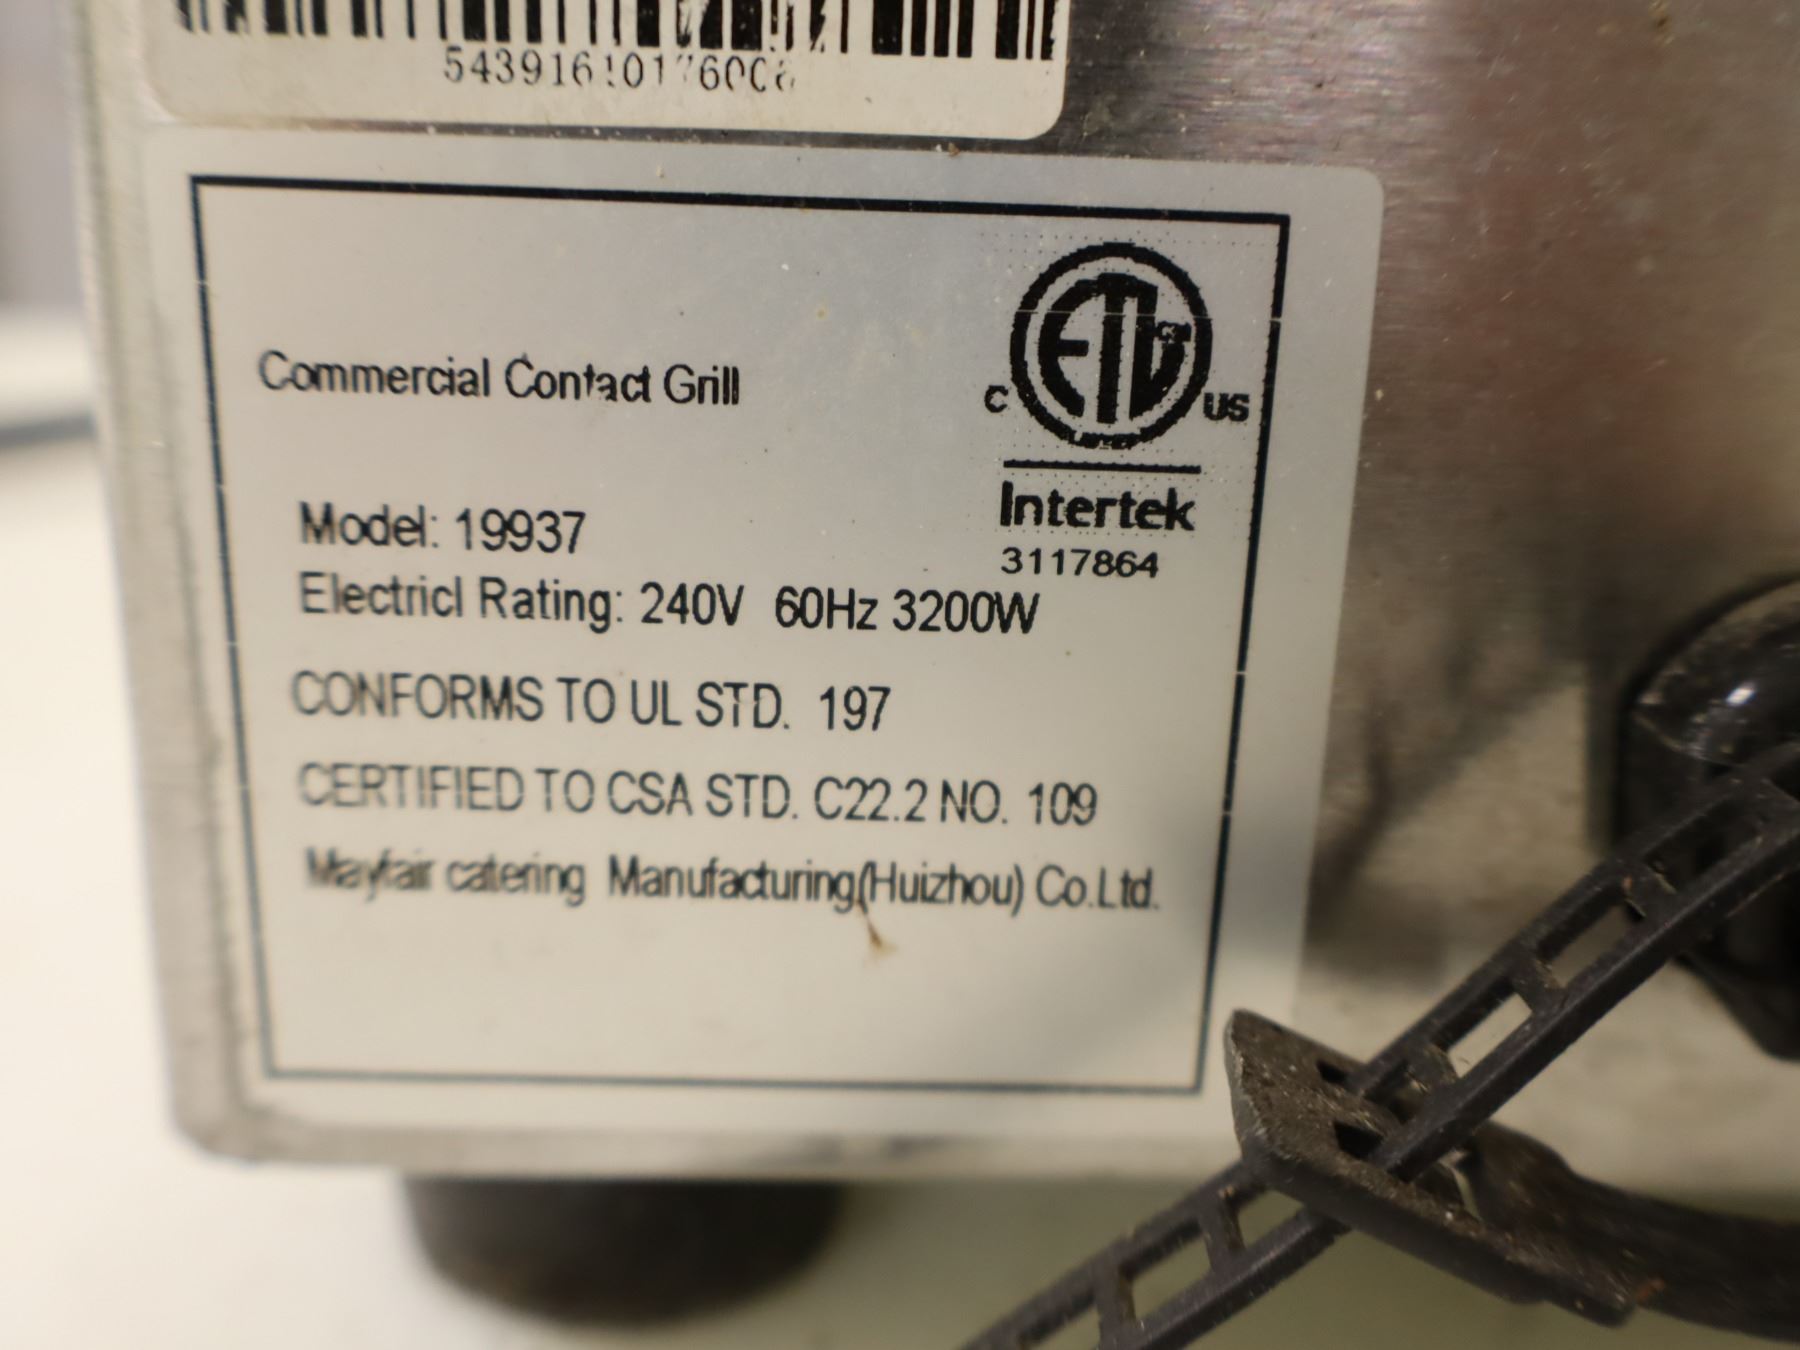 Commercial Contact Grill
ETL
C US
Intertek
3117864
Model: 19937
Electricl Rating: 240V 60Hz 3200W
CONFORMS TO UL STD. 197
CERTIFIED TO CSA STD. C22.2 NO. 109
Mayfair catering Manufacturing(Huizhou) Co.Ltd.